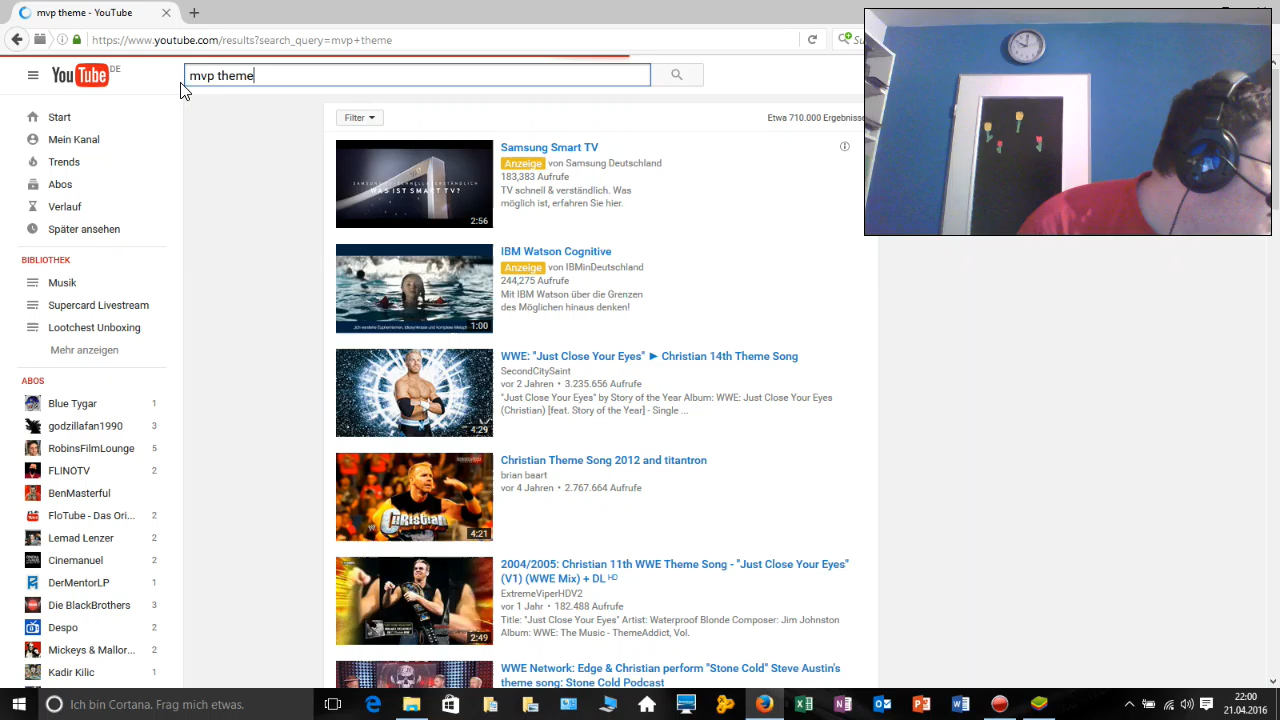 https://www.youtube.com/results?search_query=mvp+theme
Su
YouTube DE
mvp theme
Start
Mein Kanal
Trends
Abos
Verlauf
Später ansehen
BIBLIOTHEK
Musik
Supercard Livestream
Lootchest Unboxing
Mehr anzeigen
ABOS
Blue Tygar 1
godzillafan1990 3
RobinsFilmLounge 5
FLINOTV 2
BenMasterful 2
FloTube - Das Ori... 2
Lemad Lenzer 2
Cinemanuel 2
DerMentorLP 1
Die BlackBrothers 3
Despo 2
Mickeys & Mallor... 2
Kadir Kilic 1
Filter
Etwa 710.000 Ergebnisse
WAS IST SMART TV?
2:56
Samsung Smart TV
Anzeige von Samsung Deutschland
183,383 Aufrufe
TV schnell & verständlich. Was
möglich ist, erfahren Sie hier.
1:00
IBM Watson Cognitive
Anzeige von IBMinDeutschland
244,275 Aufrufe
Mit IBM Watson über die Grenzen
des Möglichen hinaus denken!
4:29
WWE: "Just Close Your Eyes" ► Christian 14th Theme Song
SecondCitySaint
vor 2 Jahren • 3.235.656 Aufrufe
"Just Close Your Eyes" by Story of the Year Album: WWE: Just Close Your Eyes
(Christian) [feat. Story of the Year] - Single ...
CHRISTIAN
4:21
Christian Theme Song 2012 and titantron
brian baart
vor 4 Jahren • 2.767.664 Aufrufe
2:49
2004/2005: Christian 11th WWE Theme Song - "Just Close Your Eyes"
(V1) (WWE Mix) + DL HD
ExtremeViperHDV2
vor 1 Jahr • 182.488 Aufrufe
Title: "Just Close Your Eyes" Artist: Waterproof Blonde Composer: Jim Johnston
Album: WWE: The Music - ThemeAddict, Vol.
WWE Network: Edge & Christian perform "Stone Cold" Steve Austin's
theme song: Stone Cold Podcast
Ich bin Cortana. Frag mich etwas.
22:00
21.04.2016